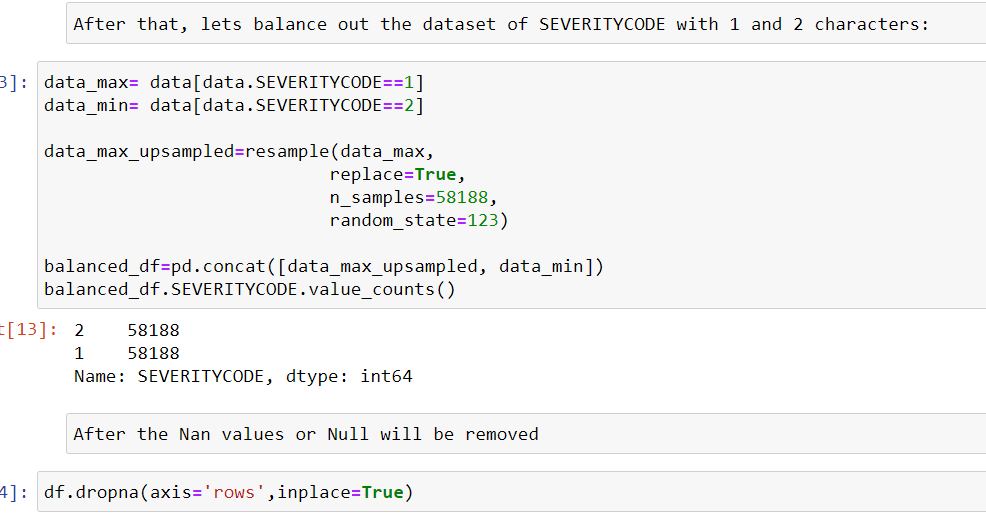 After that, lets balance out the dataset of SEVERITYCODE with 1 and 2 characters:
3]: data_max= data[data.SEVERITYCODE==1]
data_min= data[data.SEVERITYCODE==2]
data_max_upsampled=resample(data_max,
replace=True,
n_samples=58188,
random_state=123)
balanced_df=pd.concat([data_max_upsampled, data_min])
balanced_df.SEVERITYCODE.value_counts()
t[13]: 2    58188
1    58188
Name: SEVERITYCODE, dtype: int64
After the Nan values or Null will be removed
4]: df.dropna(axis='rows',inplace=True)